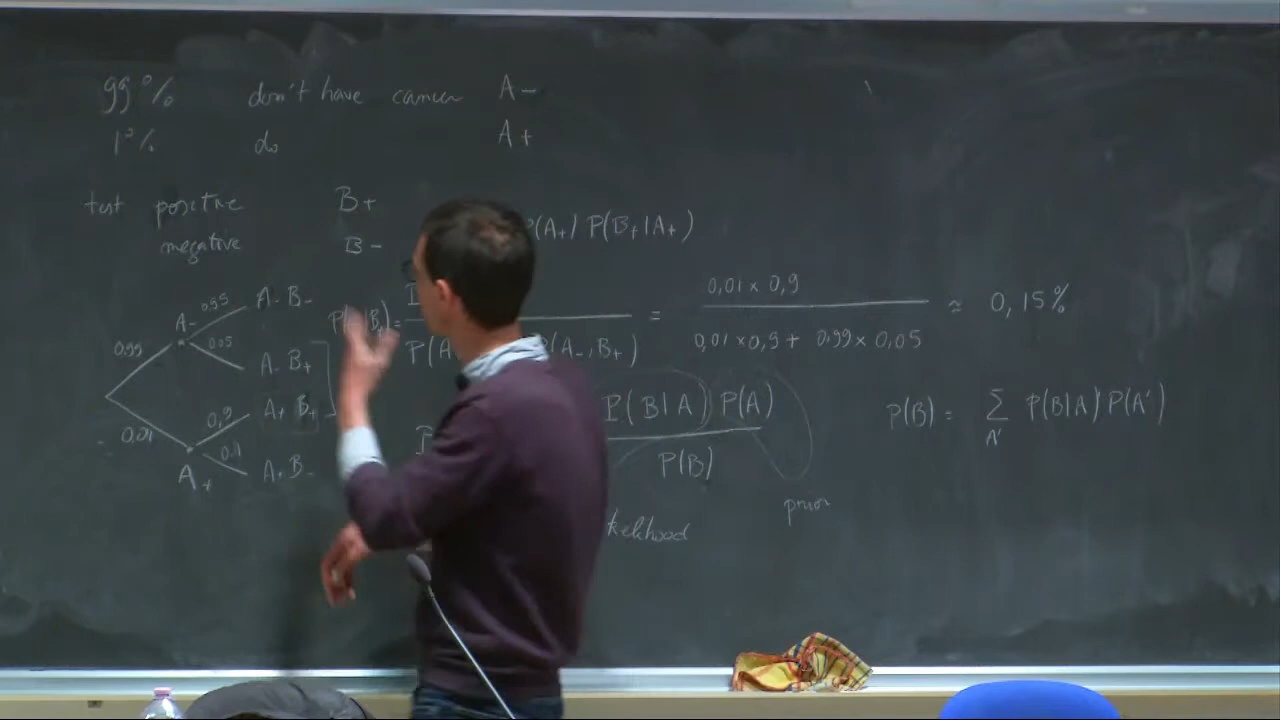 99% don't have cancer A-
1% do A+
test positive B+
negative B-
P(A+) P(B+|A+)
0,01 x 0,9
0,01 x 0,9 + 0,99 x 0,05
= ≈ 0,15%
P(A-,B+)
0,99 A- 0,95 A- B-
0,05 A- B+
0,01 A+ 0,9 A+ B+
0,1 A+ B-
P(B|A) P(A)
P(B)
P(B) = ∑ P(B|A') P(A')
A'
prior
kelihood